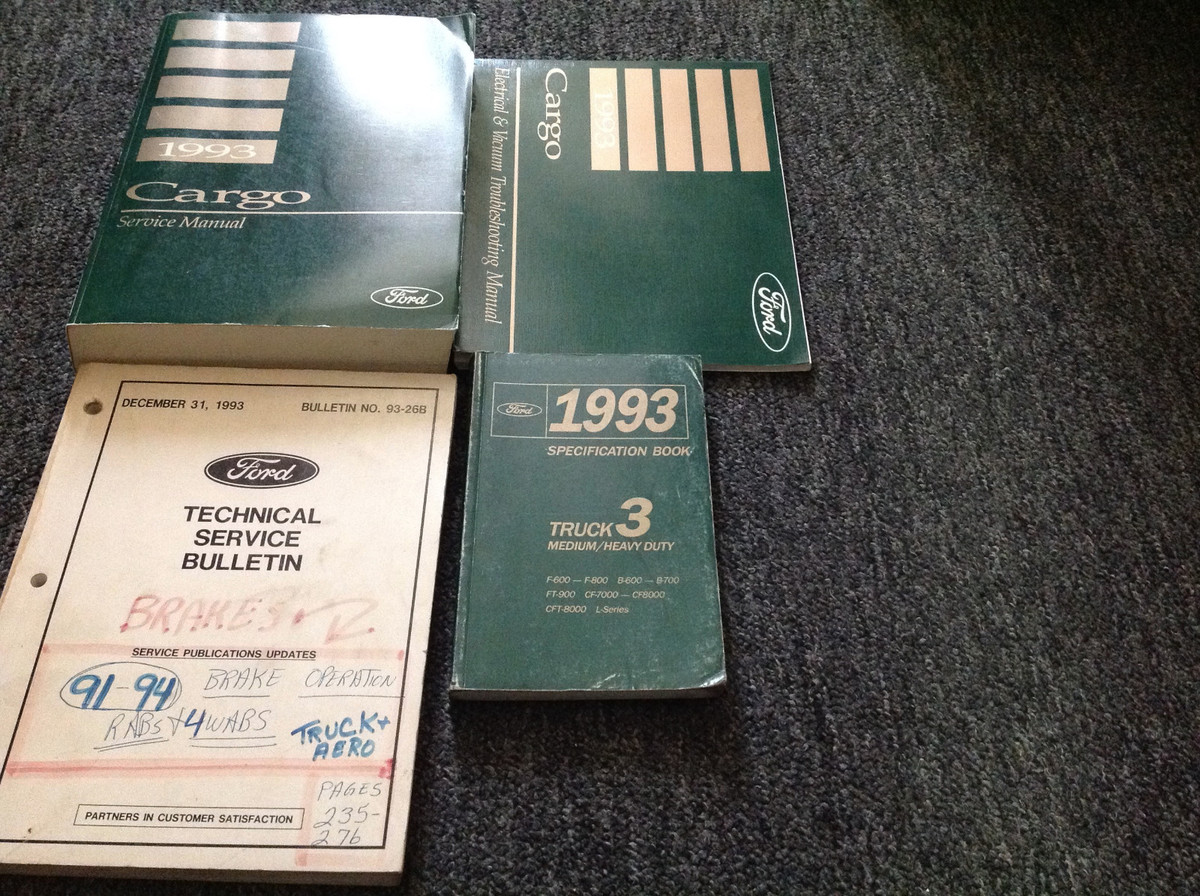 1993
Cargo
Service Manual
Ford
1993
Cargo
Electrical & Vacuum Troubleshooting Manual
Ford
DECEMBER 31, 1993 BULLETIN NO. 93-26B
Ford
TECHNICAL
SERVICE
BULLETIN
BRAKES
SERVICE PUBLICATIONS UPDATES
91-94 BRAKE OPERATION
RABS + 4WABS TRUCK +
AERO
PAGES
235-
276
PARTNERS IN CUSTOMER SATISFACTION
Ford 1993
SPECIFICATION BOOK
TRUCK 3
MEDIUM/HEAVY DUTY
F-600 — F-800 B-600 — B-700
FT-900 CF-7000 — CF8000
CFT-8000 L-Series